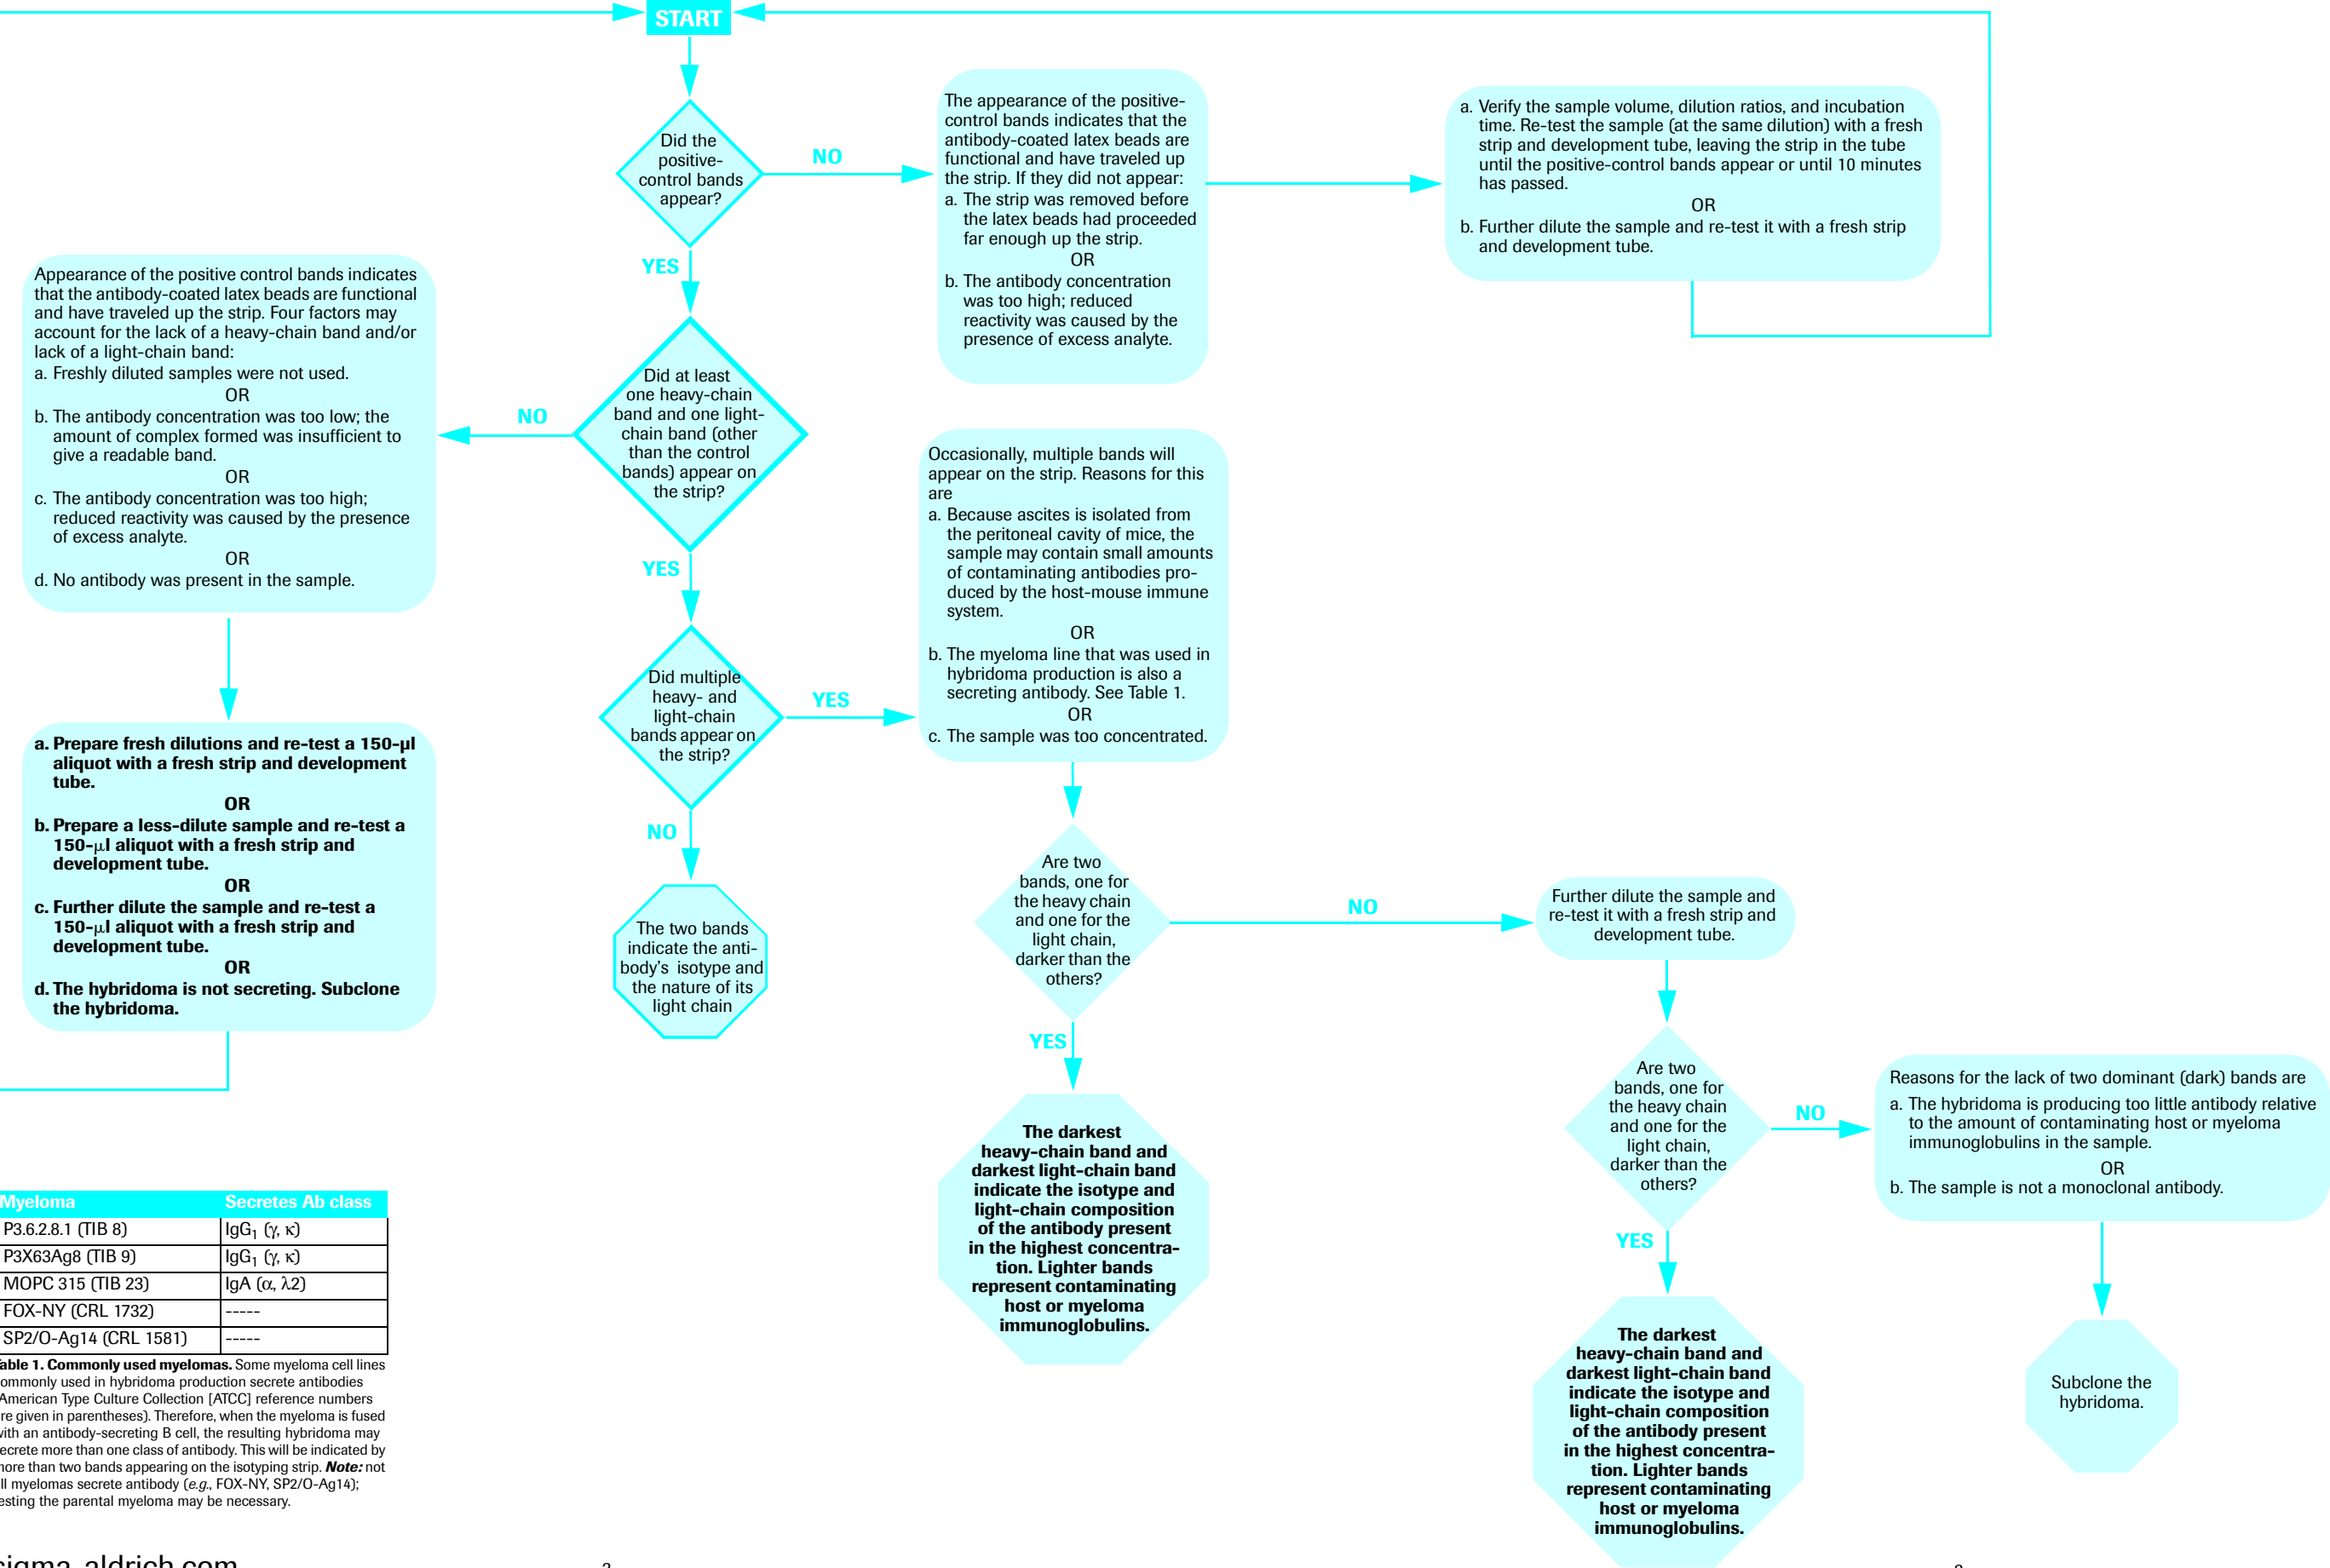 START
Did the
positive-
control bands
appear?
NO
The appearance of the positive-
control bands indicates that the
antibody-coated latex beads are
functional and have traveled up
the strip. If they did not appear:
a. The strip was removed before
the latex beads had proceeded
far enough up the strip.
OR
b. The antibody concentration
was too high; reduced
reactivity was caused by the
presence of excess analyte.
a. Verify the sample volume, dilution ratios, and incubation
time. Re-test the sample (at the same dilution) with a fresh
strip and development tube, leaving the strip in the tube
until the positive-control bands appear or until 10 minutes
has passed.
OR
b. Further dilute the sample and re-test it with a fresh strip
and development tube.
YES
Did at least
one heavy-chain
band and one light-
chain band (other
than the control
bands) appear on
the strip?
NO
Appearance of the positive control bands indicates
that the antibody-coated latex beads are functional
and have traveled up the strip. Four factors may
account for the lack of a heavy-chain band and/or
lack of a light-chain band:
a. Freshly diluted samples were not used.
OR
b. The antibody concentration was too low; the
amount of complex formed was insufficient to
give a readable band.
OR
c. The antibody concentration was too high;
reduced reactivity was caused by the presence
of excess analyte.
OR
d. No antibody was present in the sample.
a. Prepare fresh dilutions and re-test a 150-µl
aliquot with a fresh strip and development
tube.
OR
b. Prepare a less-dilute sample and re-test a
150-µl aliquot with a fresh strip and
development tube.
OR
c. Further dilute the sample and re-test a
150-µl aliquot with a fresh strip and
development tube.
OR
d. The hybridoma is not secreting. Subclone
the hybridoma.
YES
Did multiple
heavy- and
light-chain
bands appear on
the strip?
YES
Occasionally, multiple bands will
appear on the strip. Reasons for this
are
a. Because ascites is isolated from
the peritoneal cavity of mice, the
sample may contain small amounts
of contaminating antibodies pro-
duced by the host-mouse immune
system.
OR
b. The myeloma line that was used in
hybridoma production is also a
secreting antibody. See Table 1.
OR
c. The sample was too concentrated.
NO
The two bands
indicate the anti-
body's isotype and
the nature of its
light chain
Are two
bands, one for
the heavy chain
and one for the
light chain,
darker than the
others?
NO
Further dilute the sample and
re-test it with a fresh strip and
development tube.
YES
The darkest
heavy-chain band and
darkest light-chain band
indicate the isotype and
light-chain composition
of the antibody present
in the highest concentra-
tion. Lighter bands
represent contaminating
host or myeloma
immunoglobulins.
Are two
bands, one for
the heavy chain
and one for the
light chain,
darker than the
others?
NO
Reasons for the lack of two dominant (dark) bands are
a. The hybridoma is producing too little antibody relative
to the amount of contaminating host or myeloma
immunoglobulins in the sample.
OR
b. The sample is not a monoclonal antibody.
YES
The darkest
heavy-chain band and
darkest light-chain band
indicate the isotype and
light-chain composition
of the antibody present
in the highest concentra-
tion. Lighter bands
represent contaminating
host or myeloma
immunoglobulins.
Subclone the
hybridoma.
Myeloma Secretes Ab class
P3.6.2.8.1 (TIB 8) IgG₁ (γ, κ)
P3X63Ag8 (TIB 9) IgG₁ (γ, κ)
MOPC 315 (TIB 23) IgA (α, λ2)
FOX-NY (CRL 1732) -----
SP2/O-Ag14 (CRL 1581) -----
able 1. Commonly used myelomas. Some myeloma cell lines
ommonly used in hybridoma production secrete antibodies
American Type Culture Collection [ATCC] reference numbers
re given in parentheses). Therefore, when the myeloma is fused
with an antibody-secreting B cell, the resulting hybridoma may
ecrete more than one class of antibody. This will be indicated by
more than two bands appearing on the isotyping strip. Note: not
ll myelomas secrete antibody (e.g., FOX-NY, SP2/O-Ag14);
esting the parental myeloma may be necessary.